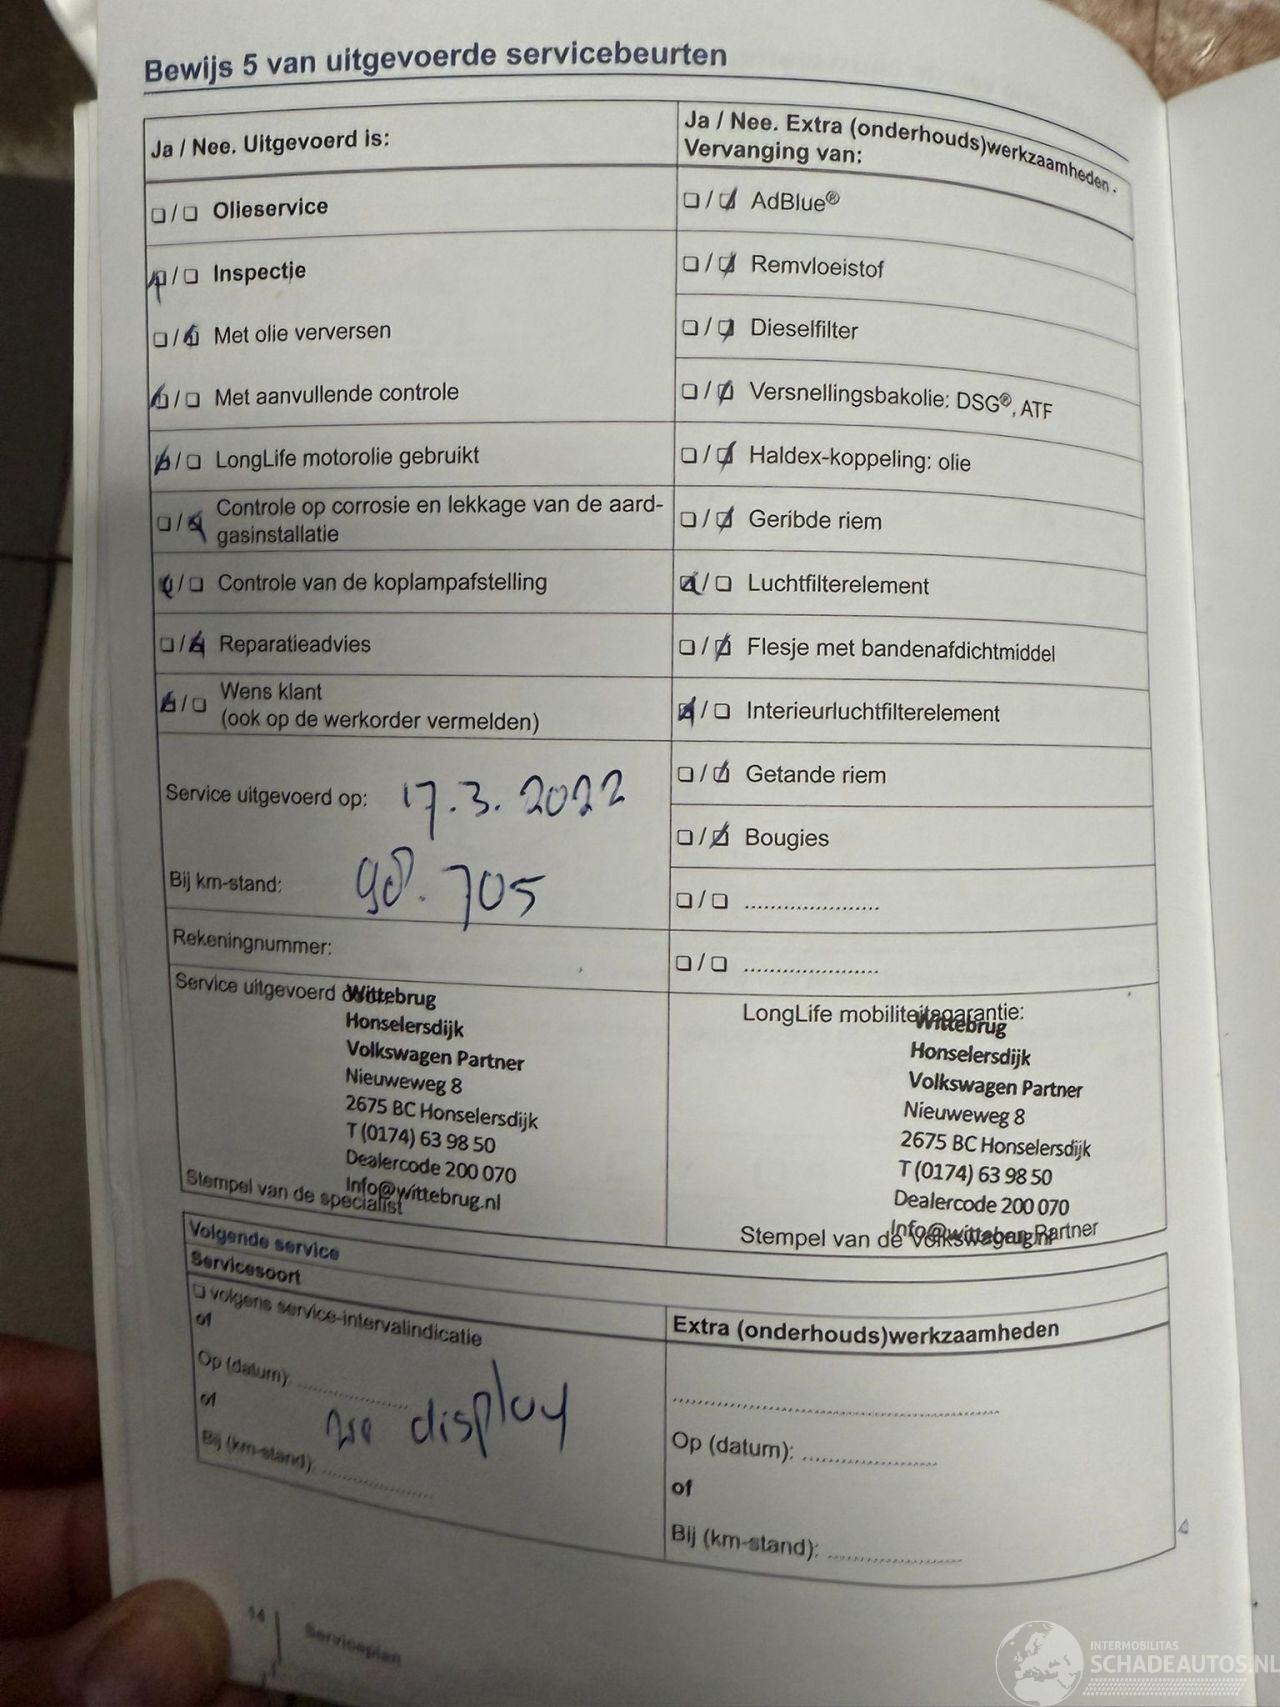 Bewijs 5 van uitgevoerde servicebeurten
Ja / Nee. Uitgevoerd is:
❏ / ❏ Olieservice
❏ / ❏ Inspectie
❏ / ❏ Met olie verversen
❏ / ❏ Met aanvullende controle
❏ / ❏ LongLife motorolie gebruikt
❏ / ❏ Controle op corrosie en lekkage van de aard-
gasinstallatie
❏ / ❏ Controle van de koplampafstelling
❏ / ❏ Reparatieadvies
❏ / ❏ Wens klant
(ook op de werkorder vermelden)
Service uitgevoerd op: 17.3.2022
Bij km-stand: 98.705
Rekeningnummer:
Service uitgevoerd
Wittebrug
Honselersdijk
Volkswagen Partner
Nieuweweg 8
2675 BC Honselersdijk
T (0174) 63 98 50
Dealercode 200 070
Info@wittebrug.nl
Stempel van de specialist
Ja / Nee. Extra (onderhouds)werkzaamheden -
Vervanging van:
❏ / ❏ AdBlue®
❏ / ❏ Remvloeistof
❏ / ❏ Dieselfilter
❏ / ❏ Versnellingsbakolie: DSG®, ATF
❏ / ❏ Haldex-koppeling: olie
❏ / ❏ Geribde riem
❏ / ❏ Luchtfilterelement
❏ / ❏ Flesje met bandenafdichtmiddel
❏ / ❏ Interieurluchtfilterelement
❏ / ❏ Getande riem
❏ / ❏ Bougies
❏ / ❏ .....................
❏ / ❏ .....................
LongLife mobiliteitsgarantie:
Wittebrug
Honselersdijk
Volkswagen Partner
Nieuweweg 8
2675 BC Honselersdijk
T (0174) 63 98 50
Dealercode 200 070
Info@wittebrug.nl
Stempel van de Volkswagen Partner
Volgende service
Servicesoort
❏ volgens service-intervalindicatie
of
Op (datum): .................
of
display
Bij (km-stand): .................
Extra (onderhouds)werkzaamheden
..................................................
Op (datum): .....................
of
Bij (km-stand): .....................
14
Serviceplan
INTERMOBILITAS
SCHADEAUTOS.NL